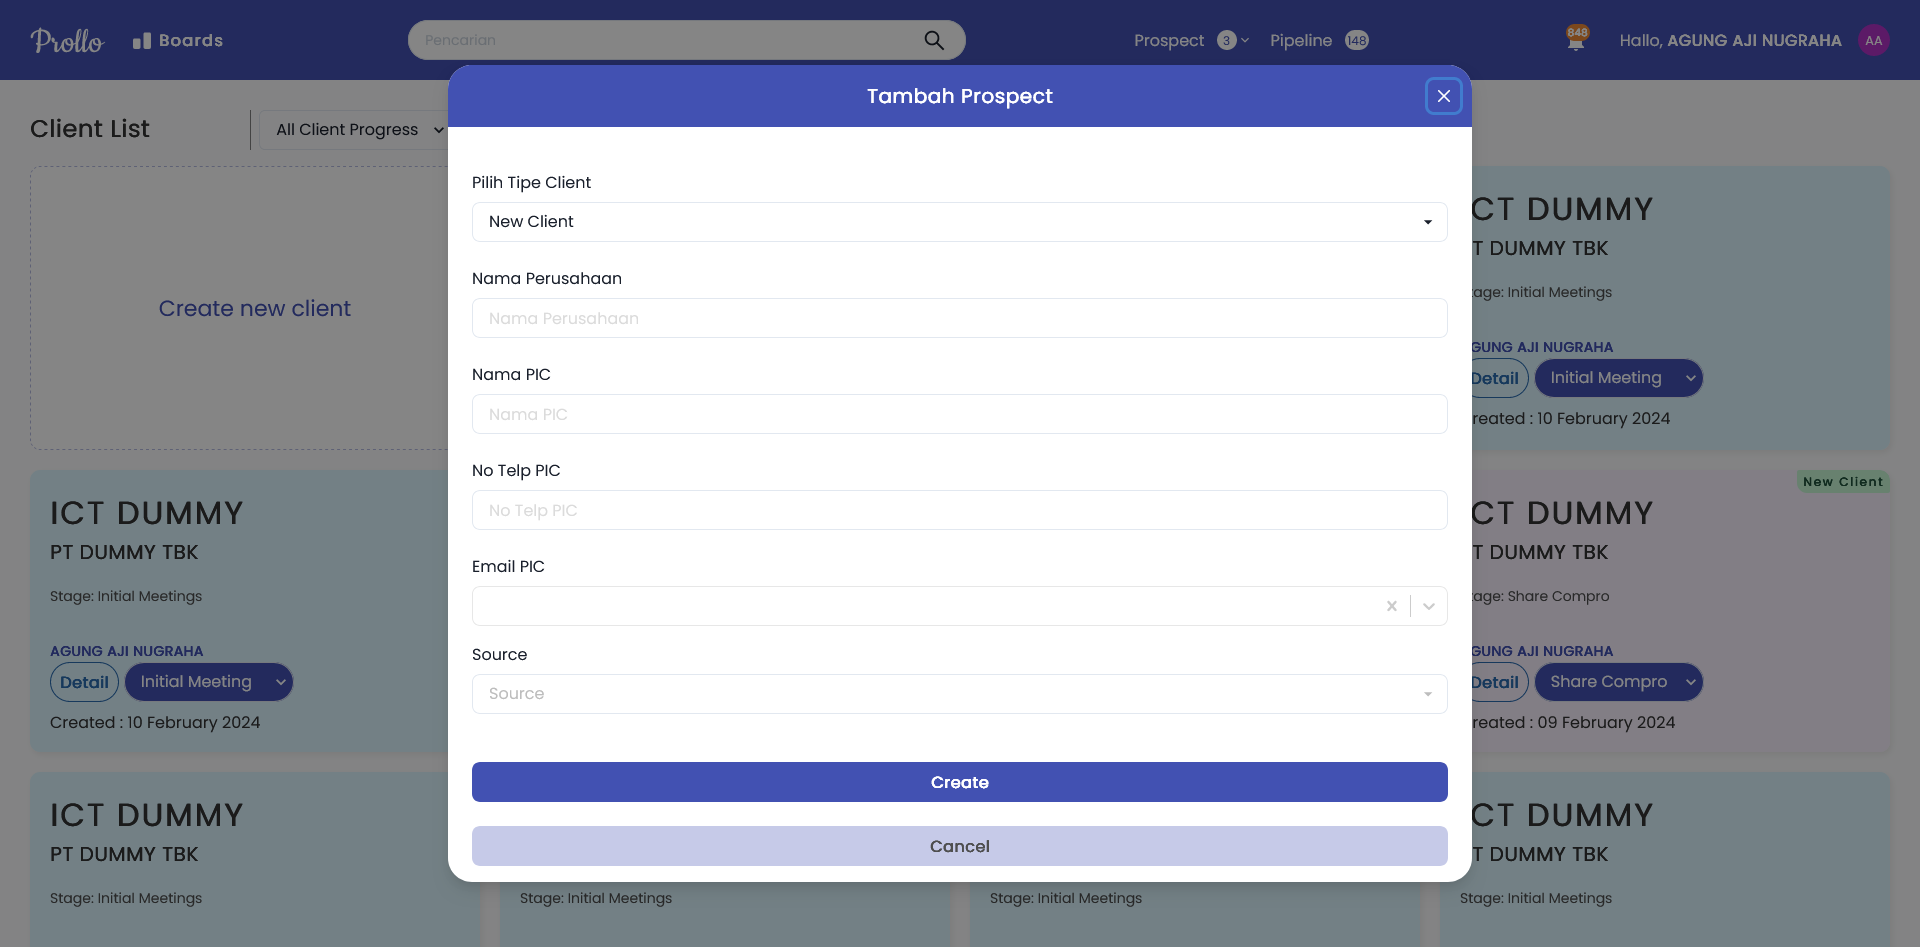 Prollo
Boards
Pencarian
Prospect 3
Pipeline 148
848
Hallo, AGUNG AJI NUGRAHA
AA
Client List
All Client Progress
Create new client
Tambah Prospect
Pilih Tipe Client
New Client
Nama Perusahaan
Nama Perusahaan
Nama PIC
Nama PIC
No Telp PIC
No Telp PIC
Email PIC
Source
Source
Create
Cancel
CT DUMMY
T DUMMY TBK
tage: Initial Meetings
GUNG AJI NUGRAHA
Detail
Initial Meeting
reated : 10 February 2024
ICT DUMMY
PT DUMMY TBK
Stage: Initial Meetings
AGUNG AJI NUGRAHA
Detail
Initial Meeting
Created : 10 February 2024
New Client
CT DUMMY
T DUMMY TBK
tage: Share Compro
GUNG AJI NUGRAHA
Detail
Share Compro
reated : 09 February 2024
ICT DUMMY
PT DUMMY TBK
Stage: Initial Meetings
Stage: Initial Meetings
Stage: Initial Meetings
CT DUMMY
T DUMMY TBK
Stage: Initial Meetings